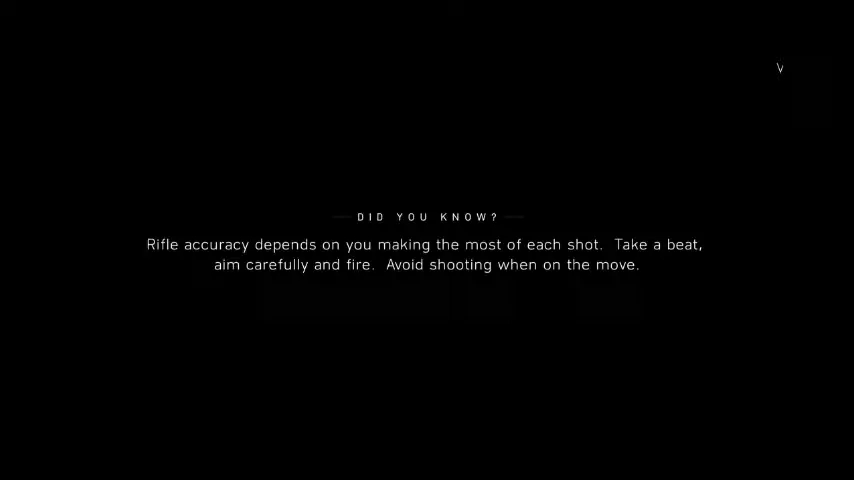 V
DID YOU KNOW?
Rifle accuracy depends on you making the most of each shot.  Take a beat,
aim carefully and fire.  Avoid shooting when on the move.